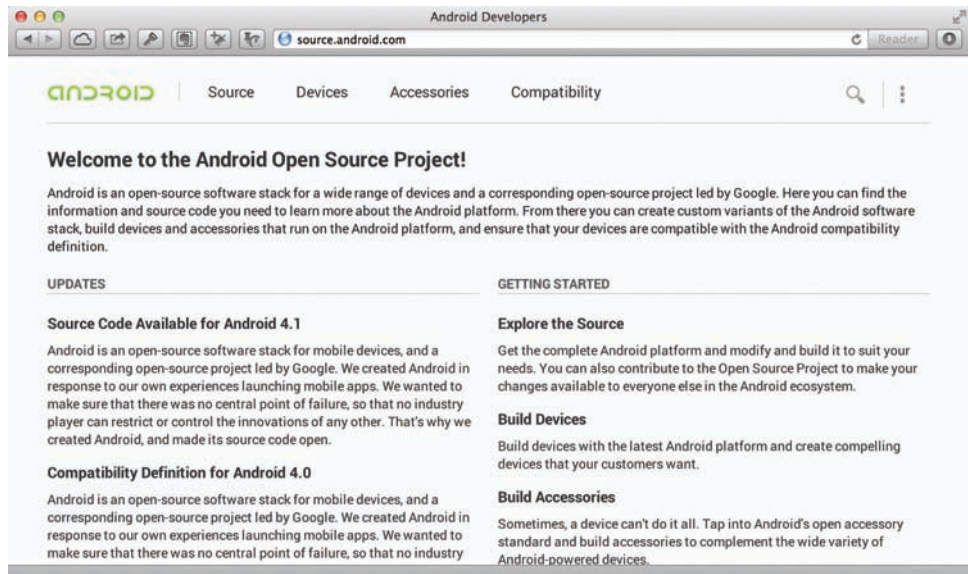 Android Developers
source.android.com
Reader
ANDROID
Source Devices Accessories Compatibility
Welcome to the Android Open Source Project!
Android is an open-source software stack for a wide range of devices and a corresponding open-source project led by Google. Here you can find the
information and source code you need to learn more about the Android platform. From there you can create custom variants of the Android software
stack, build devices and accessories that run on the Android platform, and ensure that your devices are compatible with the Android compatibility
definition.
UPDATES
Source Code Available for Android 4.1
Android is an open-source software stack for mobile devices, and a
corresponding open-source project led by Google. We created Android in
response to our own experiences launching mobile apps. We wanted to
make sure that there was no central point of failure, so that no industry
player can restrict or control the innovations of any other. That's why we
created Android, and made its source code open.
Compatibility Definition for Android 4.0
Android is an open-source software stack for mobile devices, and a
corresponding open-source project led by Google. We created Android in
response to our own experiences launching mobile apps. We wanted to
make sure that there was no central point of failure, so that no industry
GETTING STARTED
Explore the Source
Get the complete Android platform and modify and build it to suit your
needs. You can also contribute to the Open Source Project to make your
changes available to everyone else in the Android ecosystem.
Build Devices
Build devices with the latest Android platform and create compelling
devices that your customers want.
Build Accessories
Sometimes, a device can't do it all. Tap into Android's open accessory
standard and build accessories to complement the wide variety of
Android-powered devices.